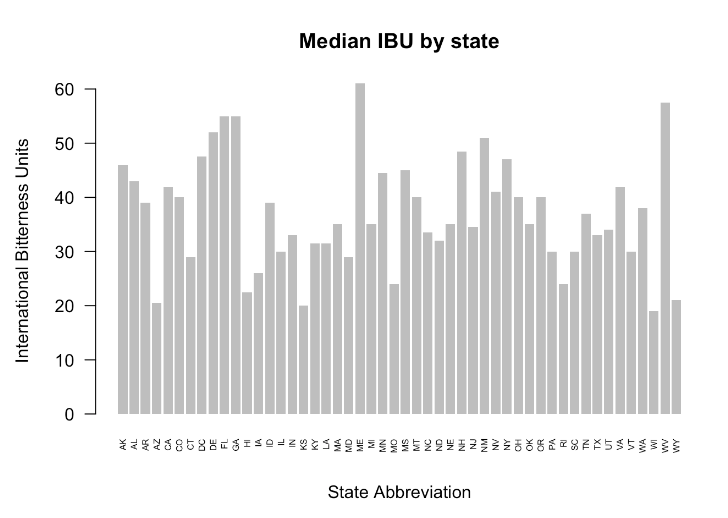 Median IBU by state
International Bitterness Units
60
50
40
30
20
10
0
AK AL AR AZ CA CO CT DC DE FL GA HI IA ID IL IN KS KY LA MA MD ME MI MN MO MS MT NC ND NE NH NJ NM NV NY OH OK OR PA RI SC TN TX UT VA VT WA WI WV WY
State Abbreviation